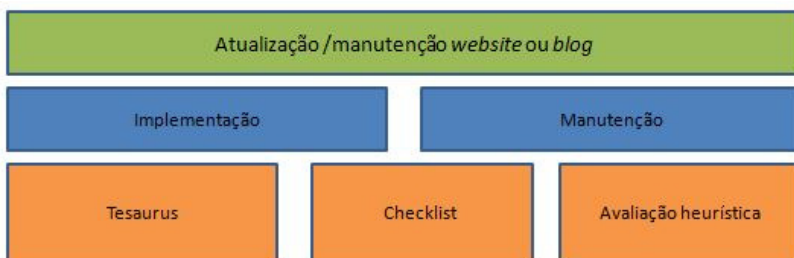 Atualização /manutenção website ou blog
Implementação
Manutenção
Tesaurus
Checklist
Avaliação heurística